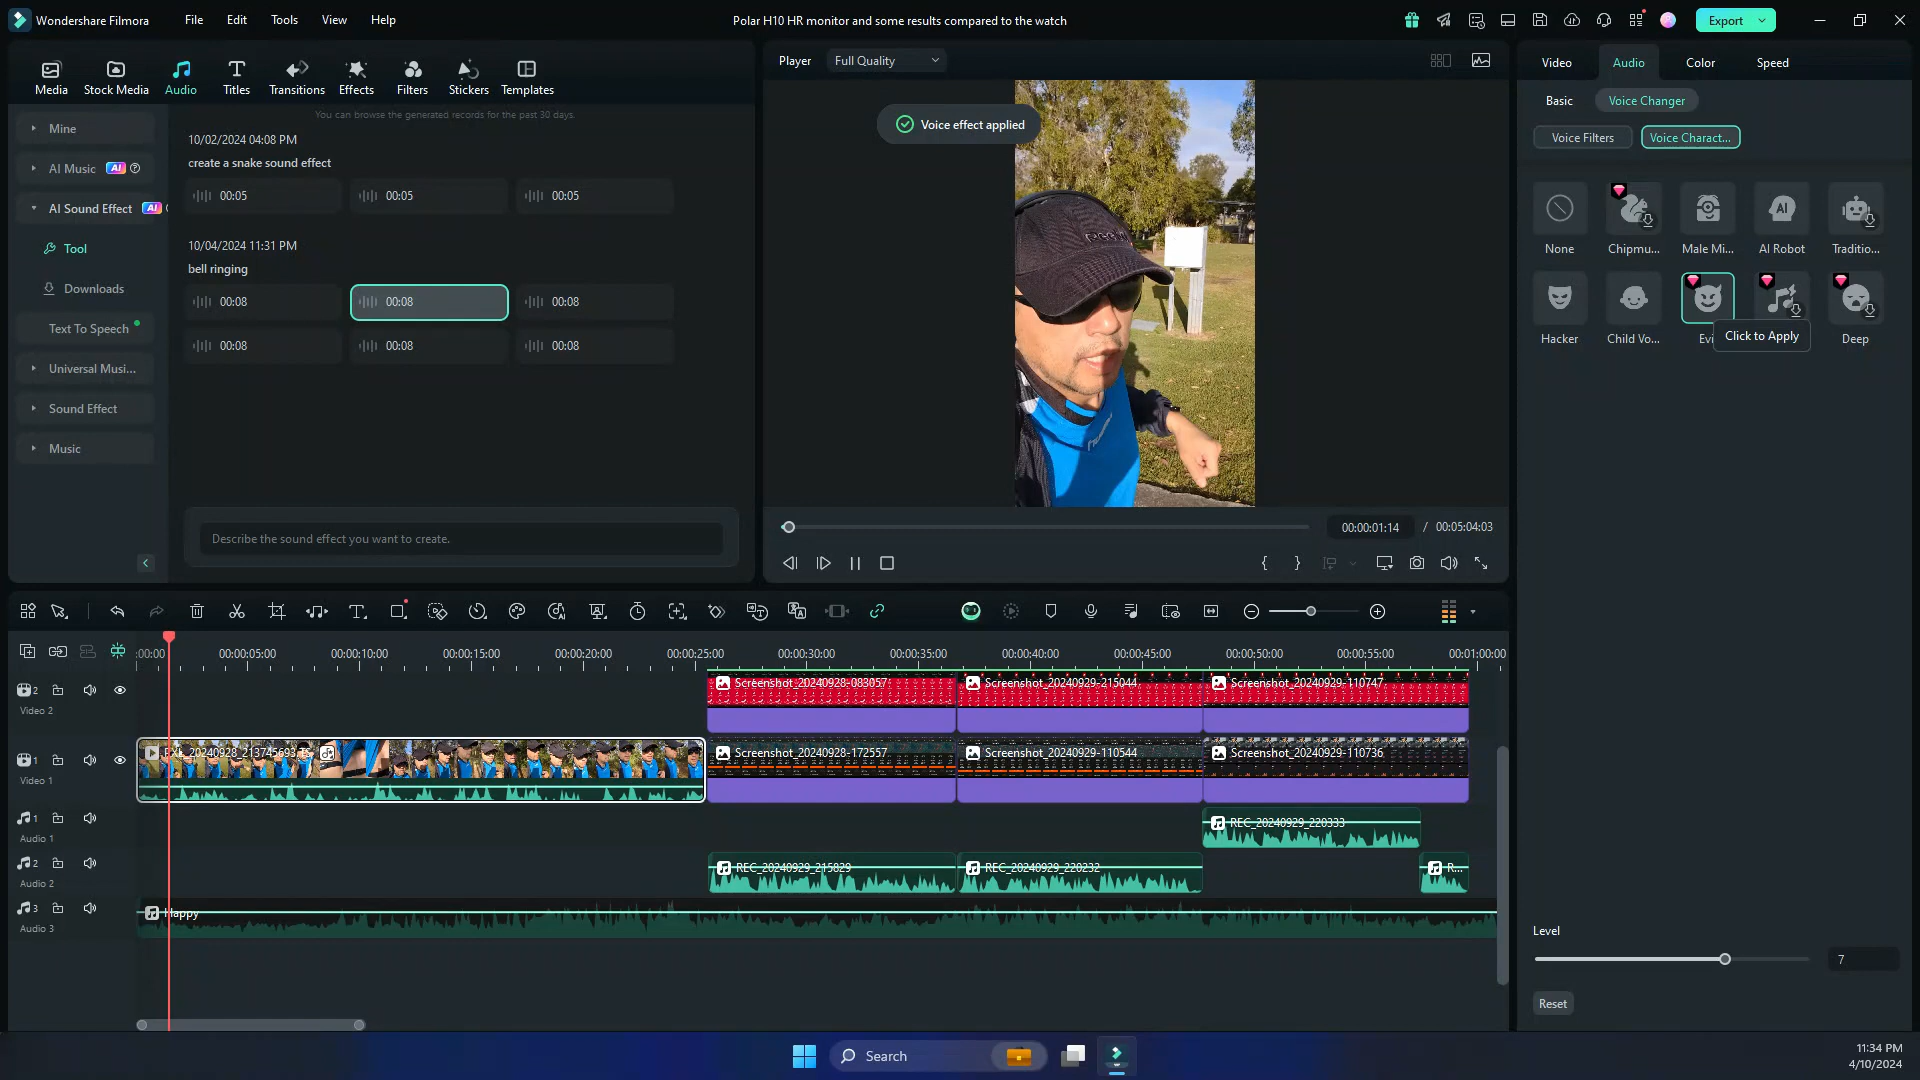 Wondershare Filmora
File
Edit
Tools
View
Help
Polar H10 HR monitor and some results compared to the watch
Export
Media
Stock Media
Audio
Titles
Transitions
Effects
Filters
Stickers
Templates
Player
Full Quality
Video
Audio
Color
Speed
Basic
Voice Changer
Voice Filters
Voice Charact...
You can browse the generated records for the past 30 days.
Mine
AI Music
AI
AI Sound Effect
AI
Tool
Downloads
Text To Speech
Universal Musi...
Sound Effect
Music
10/02/2024 04:08 PM
create a snake sound effect
00:05
00:05
00:05
10/04/2024 11:31 PM
bell ringing
00:08
00:08
00:08
00:08
00:08
00:08
Describe the sound effect you want to create.
Voice effect applied
00:00:01:14 / 00:05:04:03
None
Chipmu...
Male Mi...
AI Robot
AI
Traditio...
Hacker
Child Vo...
Evi
Click to Apply
Deep
:00:00
00:00:05:00
00:00:10:00
00:00:15:00
00:00:20:00
00:00:25:00
00:00:30:00
00:00:35:00
00:00:40:00
00:00:45:00
00:00:50:00
00:00:55:00
00:01:00:00
2
Video 2
Screenshot_20240928-083057
Screenshot_20240929-215044
Screenshot_20240929-110747
1
Video 1
PXL_20240928_213745693.TS
Screenshot_20240928-172557
Screenshot_20240929-110544
Screenshot_20240929-110736
1
Audio 1
REC_20240929_220333
2
Audio 2
REC_20240929_215829
REC_20240929_220232
R...
3
Audio 3
Happy
Level
7
Reset
Search
11:34 PM
4/10/2024